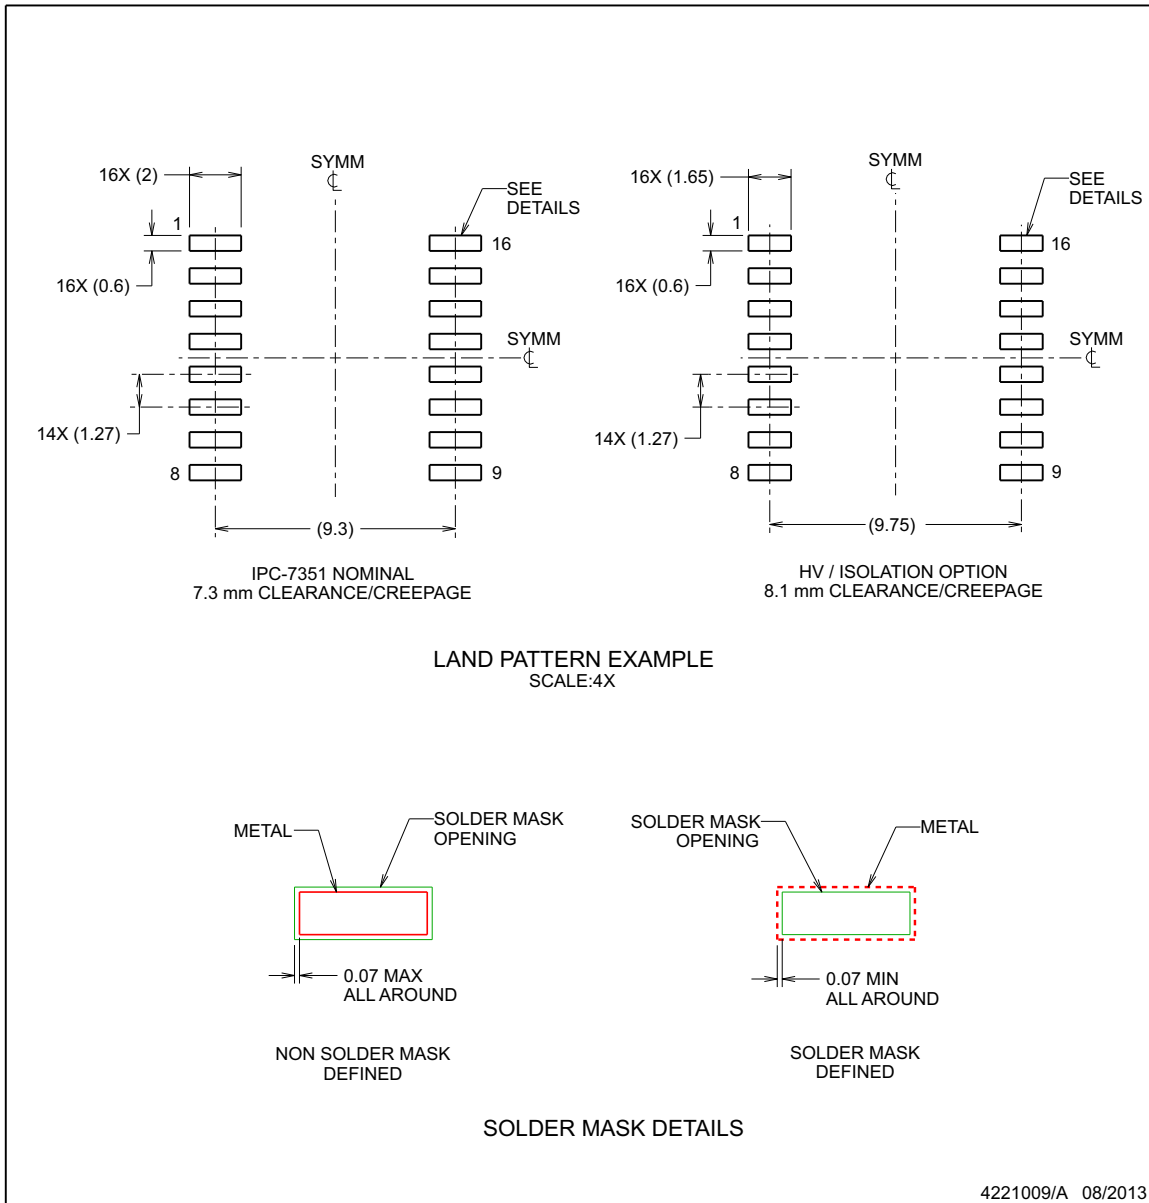 SYMM
℄
16X (2)
SEE
DETAILS
1
16
16X (0.6)
SYMM
℄
14X (1.27)
8
9
(9.3)
IPC-7351 NOMINAL
7.3 mm CLEARANCE/CREEPAGE
SYMM
℄
16X (1.65)
SEE
DETAILS
1
16
16X (0.6)
SYMM
℄
14X (1.27)
8
9
(9.75)
HV / ISOLATION OPTION
8.1 mm CLEARANCE/CREEPAGE
LAND PATTERN EXAMPLE
SCALE:4X
METAL
SOLDER MASK
OPENING
0.07 MAX
ALL AROUND
NON SOLDER MASK
DEFINED
SOLDER MASK
OPENING
METAL
0.07 MIN
ALL AROUND
SOLDER MASK
DEFINED
SOLDER MASK DETAILS
4221009/A 08/2013